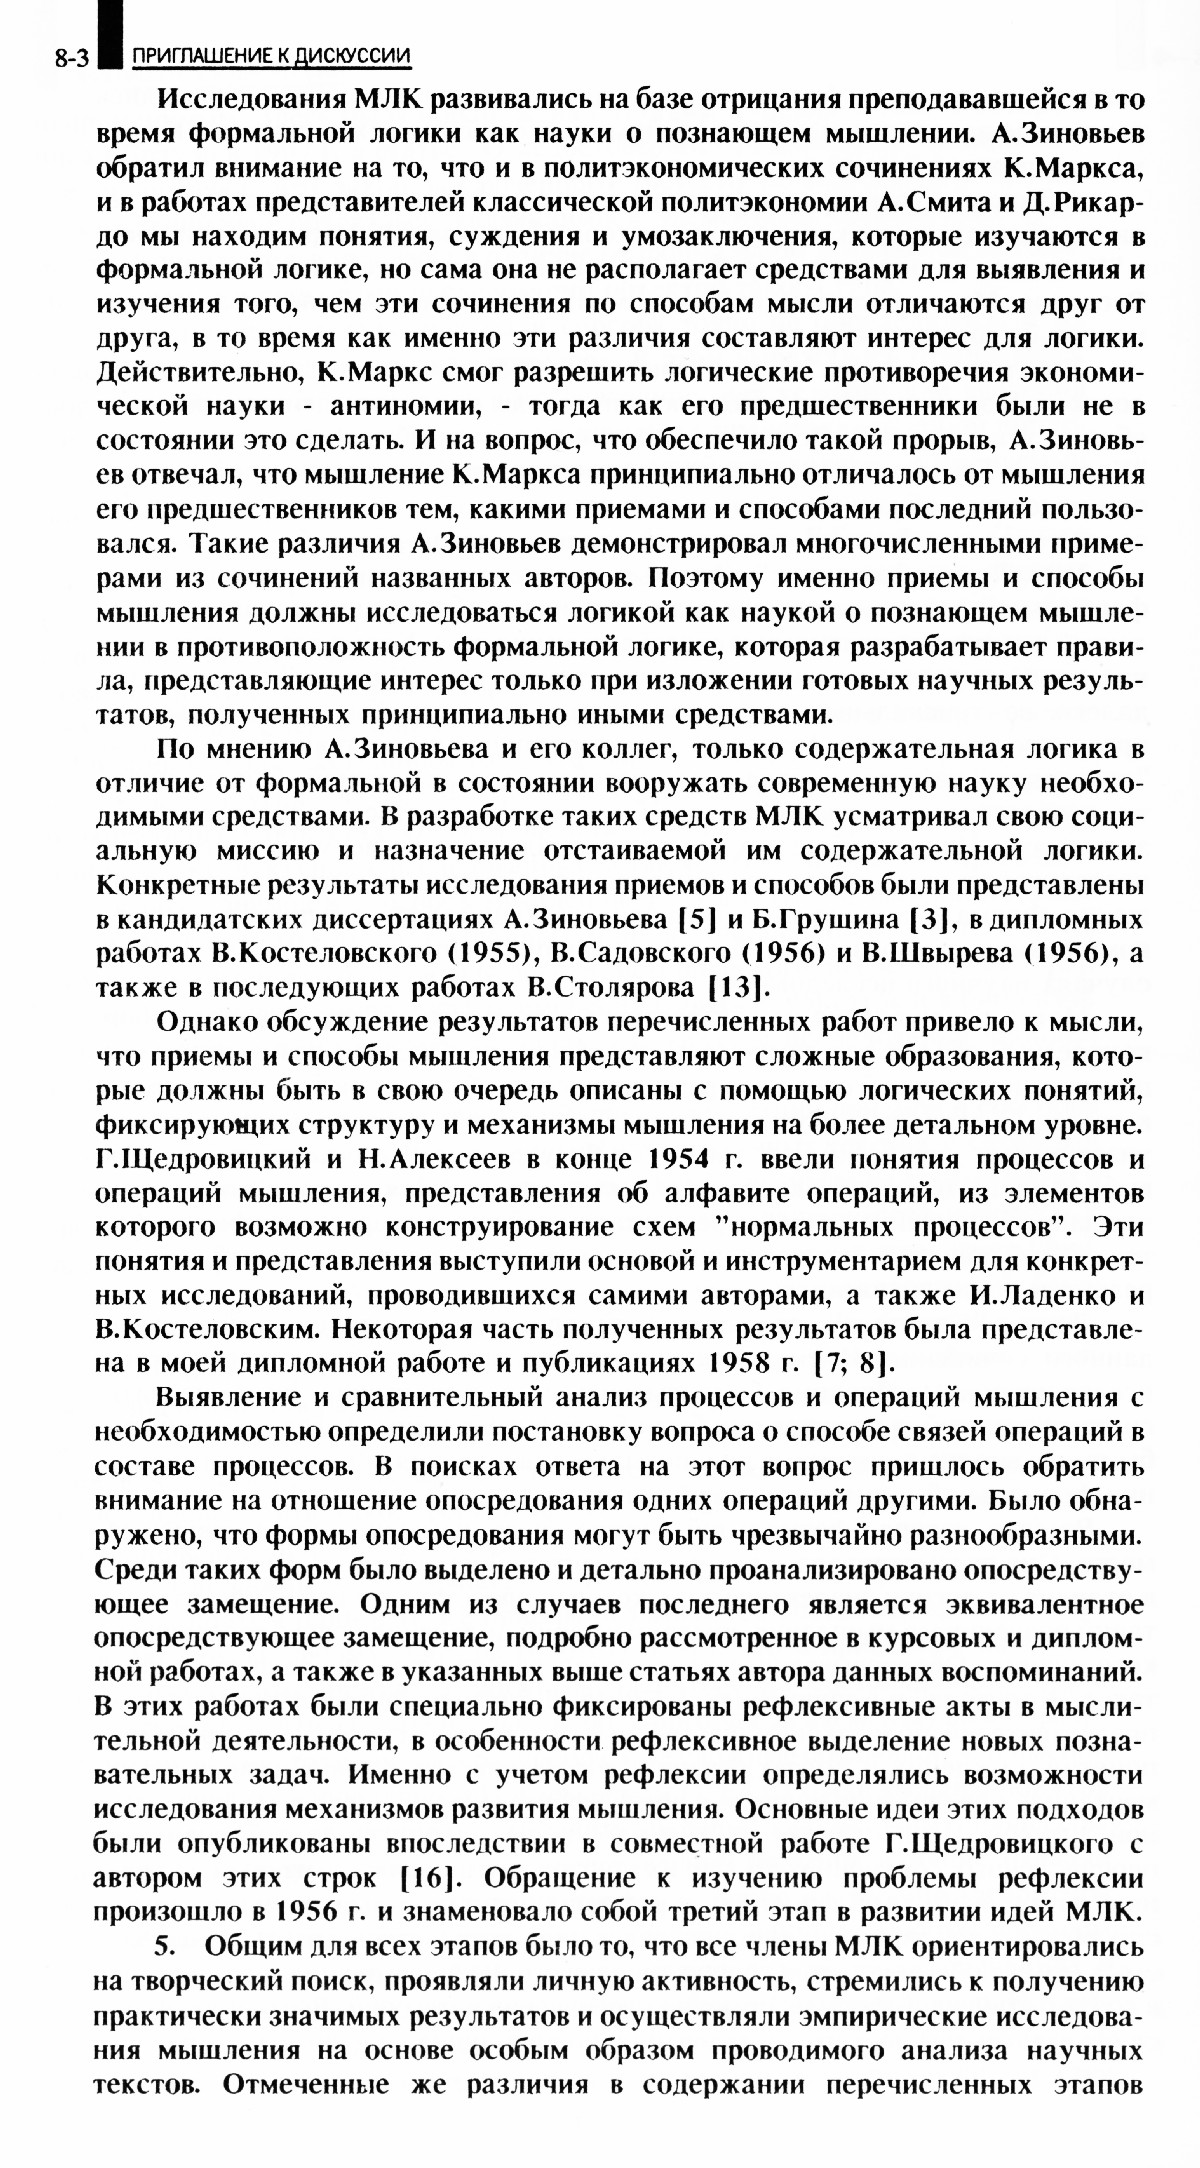 8-3 ПРИГЛАШЕНИЕ К ДИСКУССИИ
Исследования МЛК развивались на базе отрицания преподававшейся в то
время формальной логики как науки о познающем мышлении. А.Зиновьев
обратил внимание на то, что и в политэкономических сочинениях К.Маркса,
и в работах представителей классической политэкономии А.Смита и Д.Рикар-
до мы находим понятия, суждения и умозаключения, которые изучаются в
формальной логике, но сама она не располагает средствами для выявления и
изучения того, чем эти сочинения по способам мысли отличаются друг от
друга, в то время как именно эти различия составляют интерес для логики.
Действительно, К.Маркс смог разрешить логические противоречия экономи-
ческой науки - антиномии, - тогда как его предшественники были не в
состоянии это сделать. И на вопрос, что обеспечило такой прорыв, А.Зиновь-
ев отвечал, что мышление К.Маркса принципиально отличалось от мышления
его предшественников тем, какими приемами и способами последний пользо-
вался. Такие различия А.Зиновьев демонстрировал многочисленными приме-
рами из сочинений названных авторов. Поэтому именно приемы и способы
мышления должны исследоваться логикой как наукой о познающем мышле-
нии в противоположность формальной логике, которая разрабатывает прави-
ла, представляющие интерес только при изложении готовых научных резуль-
татов, полученных принципиально иными средствами.
По мнению А.Зиновьева и его коллег, только содержательная логика в
отличие от формальной в состоянии вооружать современную науку необхо-
димыми средствами. В разработке таких средств МЛК усматривал свою соци-
альную миссию и назначение отстаиваемой им содержательной логики.
Конкретные результаты исследования приемов и способов были представлены
в кандидатских диссертациях А.Зиновьева [5] и Б.Грушина [3], в дипломных
работах В.Костеловского (1955), В.Садовского (1956) и В.Швырева (1956), а
также в последующих работах В.Столярова [13].
Однако обсуждение результатов перечисленных работ привело к мысли,
что приемы и способы мышления представляют сложные образования, кото-
рые должны быть в свою очередь описаны с помощью логических понятий,
фиксирующих структуру и механизмы мышления на более детальном уровне.
Г.Щедровицкий и Н.Алексеев в конце 1954 г. ввели понятия процессов и
операций мышления, представления об алфавите операций, из элементов
которого возможно конструирование схем "нормальных процессов". Эти
понятия и представления выступили основой и инструментарием для конкрет-
ных исследований, проводившихся самими авторами, а также И.Ладенко и
В.Костеловским. Некоторая часть полученных результатов была представле-
на в моей дипломной работе и публикациях 1958 г. [7; 8].
Выявление и сравнительный анализ процессов и операций мышления с
необходимостью определили постановку вопроса о способе связей операций в
составе процессов. В поисках ответа на этот вопрос пришлось обратить
внимание на отношение опосредования одних операций другими. Было обна-
ружено, что формы опосредования могут быть чрезвычайно разнообразными.
Среди таких форм было выделено и детально проанализировано опосредству-
ющее замещение. Одним из случаев последнего является эквивалентное
опосредствующее замещение, подробно рассмотренное в курсовых и диплом-
ной работах, а также в указанных выше статьях автора данных воспоминаний.
В этих работах были специально фиксированы рефлексивные акты в мысли-
тельной деятельности, в особенности рефлексивное выделение новых позна-
вательных задач. Именно с учетом рефлексии определялись возможности
исследования механизмов развития мышления. Основные идеи этих подходов
были опубликованы впоследствии в совместной работе Г.Щедровицкого с
автором этих строк [16]. Обращение к изучению проблемы рефлексии
произошло в 1956 г. и знаменовало собой третий этап в развитии идей МЛК.
5. Общим для всех этапов было то, что все члены МЛК ориентировались
на творческий поиск, проявляли личную активность, стремились к получению
практически значимых результатов и осуществляли эмпирические исследова-
ния мышления на основе особым образом проводимого анализа научных
текстов. Отмеченные же различия в содержании перечисленных этапов